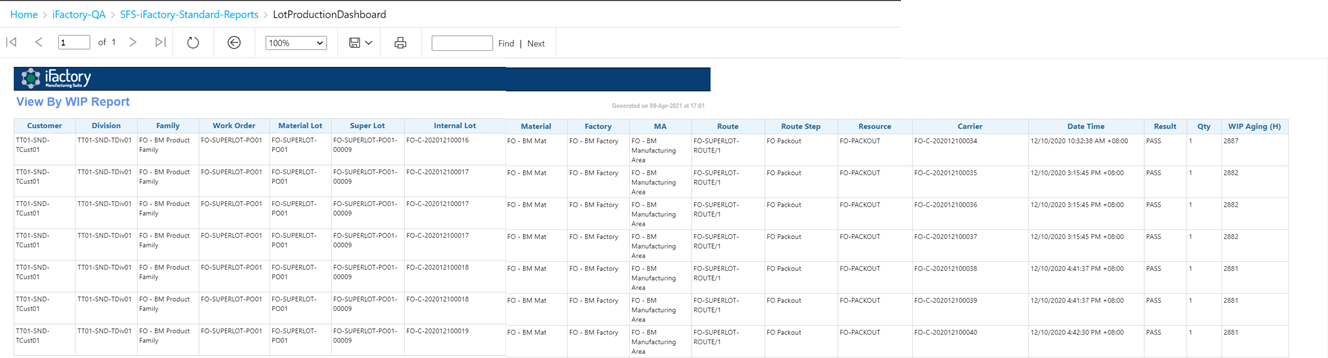 Home > iFactory-QA > SFS-iFactory-Standard-Reports > LotProductionDashboard
1 of 1 100% Find | Next
iFactory
Manufacturing Suite
View By WIP Report
Generated on 09-Apr-2021 at 17:01
Customer Division Family Work Order Material Lot Super Lot Internal Lot Material Factory MA Route Route Step Resource Carrier Date Time Result Qty WIP Aging (H)
TT01-SND- TT01-SND-TDiv01 FO - BM Product FO-SUPERLOT-PO01 FO-SUPERLOT- FO-SUPERLOT-PO01- FO-C-202012100016 FO - BM Mat FO - BM Factory FO - BM FO-SUPERLOT- FO Packout FO-PACKOUT FO-C-202012100034 12/10/2020 10:32:38 AM +08:00 PASS 1 2887
TCust01 Family PO01 00009 Manufacturing ROUTE/1
Area
TT01-SND- TT01-SND-TDiv01 FO - BM Product FO-SUPERLOT-PO01 FO-SUPERLOT- FO-SUPERLOT-PO01- FO-C-202012100017 FO - BM Mat FO - BM Factory FO - BM FO-SUPERLOT- FO Packout FO-PACKOUT FO-C-202012100035 12/10/2020 3:15:45 PM +08:00 PASS 1 2882
TCust01 Family PO01 00009 Manufacturing ROUTE/1
Area
TT01-SND- TT01-SND-TDiv01 FO - BM Product FO-SUPERLOT-PO01 FO-SUPERLOT- FO-SUPERLOT-PO01- FO-C-202012100017 FO - BM Mat FO - BM Factory FO - BM FO-SUPERLOT- FO Packout FO-PACKOUT FO-C-202012100036 12/10/2020 3:15:45 PM +08:00 PASS 1 2882
TCust01 Family PO01 00009 Manufacturing ROUTE/1
Area
TT01-SND- TT01-SND-TDiv01 FO - BM Product FO-SUPERLOT-PO01 FO-SUPERLOT- FO-SUPERLOT-PO01- FO-C-202012100017 FO - BM Mat FO - BM Factory FO - BM FO-SUPERLOT- FO Packout FO-PACKOUT FO-C-202012100037 12/10/2020 3:15:45 PM +08:00 PASS 1 2882
TCust01 Family PO01 00009 Manufacturing ROUTE/1
Area
TT01-SND- TT01-SND-TDiv01 FO - BM Product FO-SUPERLOT-PO01 FO-SUPERLOT- FO-SUPERLOT-PO01- FO-C-202012100018 FO - BM Mat FO - BM Factory FO - BM FO-SUPERLOT- FO Packout FO-PACKOUT FO-C-202012100038 12/10/2020 4:41:37 PM +08:00 PASS 1 2881
TCust01 Family PO01 00009 Manufacturing ROUTE/1
Area
TT01-SND- TT01-SND-TDiv01 FO - BM Product FO-SUPERLOT-PO01 FO-SUPERLOT- FO-SUPERLOT-PO01- FO-C-202012100018 FO - BM Mat FO - BM Factory FO - BM FO-SUPERLOT- FO Packout FO-PACKOUT FO-C-202012100039 12/10/2020 4:41:37 PM +08:00 PASS 1 2881
TCust01 Family PO01 00009 Manufacturing ROUTE/1
Area
TT01-SND- TT01-SND-TDiv01 FO - BM Product FO-SUPERLOT-PO01 FO-SUPERLOT- FO-SUPERLOT-PO01- FO-C-202012100019 FO - BM Mat FO - BM Factory FO - BM FO-SUPERLOT- FO Packout FO-PACKOUT FO-C-202012100040 12/10/2020 4:42:30 PM +08:00 PASS 1 2881
TCust01 Family PO01 00009 Manufacturing ROUTE/1
Area